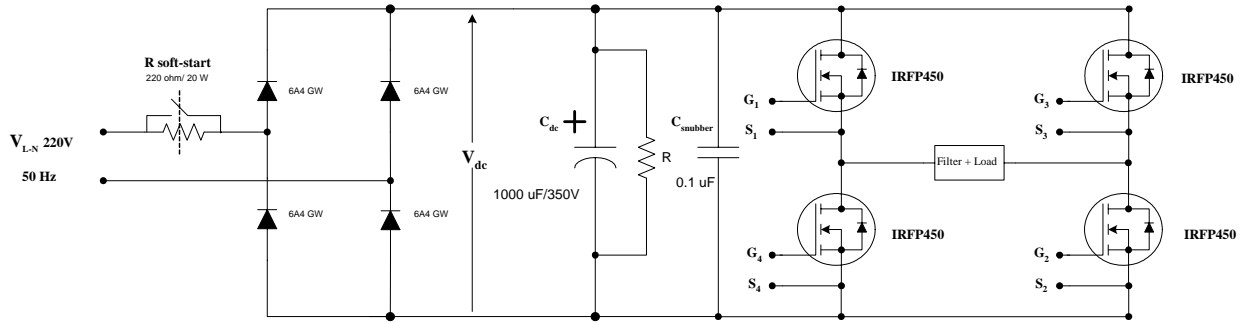 R soft-start
220 ohm/ 20 W
V_L-N 220V
50 Hz
6A4 GW
6A4 GW
6A4 GW
6A4 GW
V_dc
C_dc
+
1000 uF/350V
R
C_snubber
0.1 uF
G_1
S_1
IRFP450
G_3
S_3
IRFP450
Filter + Load
G_4
S_4
IRFP450
G_2
S_2
IRFP450